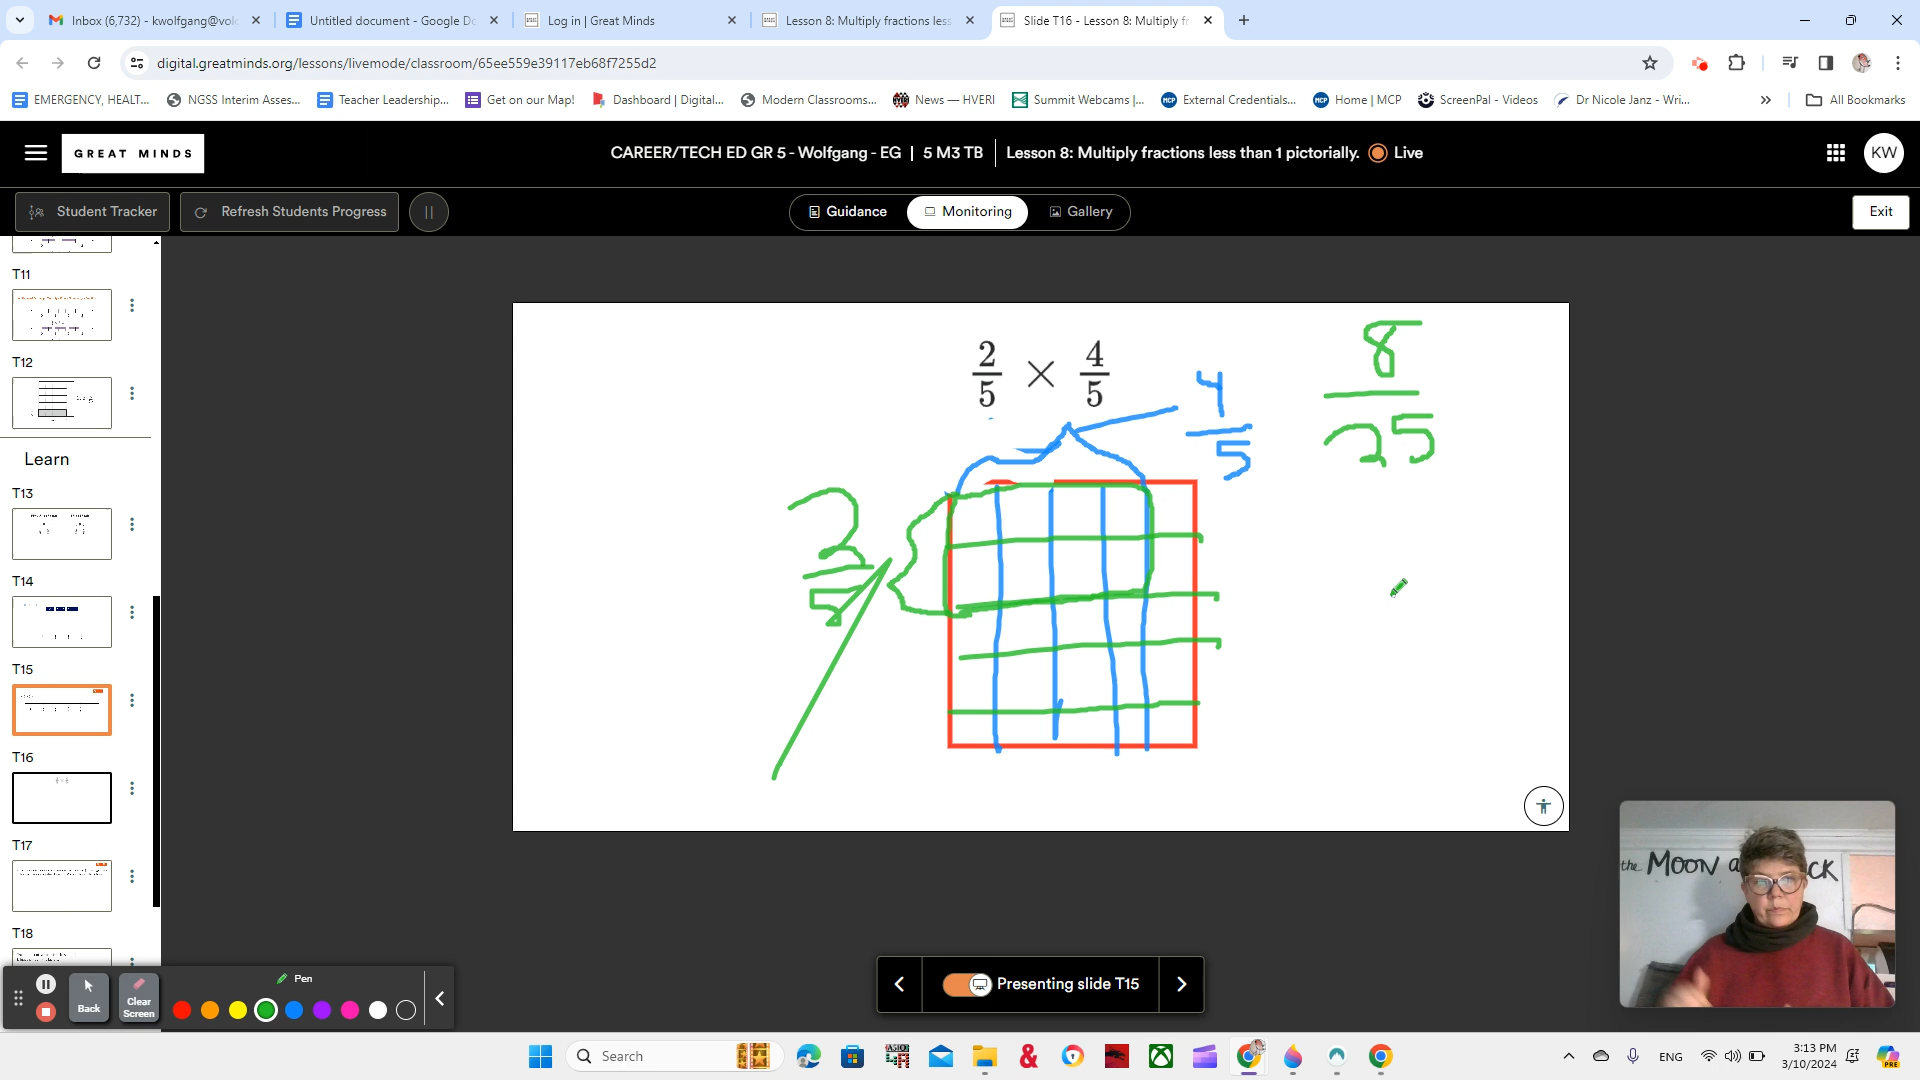 Inbox (6,732) - kwolfgang@volc
Untitled document - Google Do
Log in | Great Minds
Lesson 8: Multiply fractions less
Slide T16 - Lesson 8: Multiply fr
digital.greatminds.org/lessons/livemode/classroom/65ee559e39117eb68f7255d2
EMERGENCY, HEALT...
NGSS Interim Asses...
Teacher Leadership...
Get on our Map!
Dashboard | Digital...
Modern Classrooms...
News — HVERI
Summit Webcams |...
External Credentials...
Home | MCP
ScreenPal - Videos
Dr Nicole Janz - Wri...
All Bookmarks
GREAT MINDS
CAREER/TECH ED GR 5 - Wolfgang - EG | 5 M3 TB
Lesson 8: Multiply fractions less than 1 pictorially.
Live
KW
Student Tracker
Refresh Students Progress
Guidance
Monitoring
Gallery
Exit
T11
T12
Learn
T13
T14
T15
T16
T17
T18
2/5 × 4/5
4/5
8/25
2/5
the MOON a CK
Pen
Back
Clear Screen
Presenting slide T15
Search
ENG
3:13 PM
3/10/2024